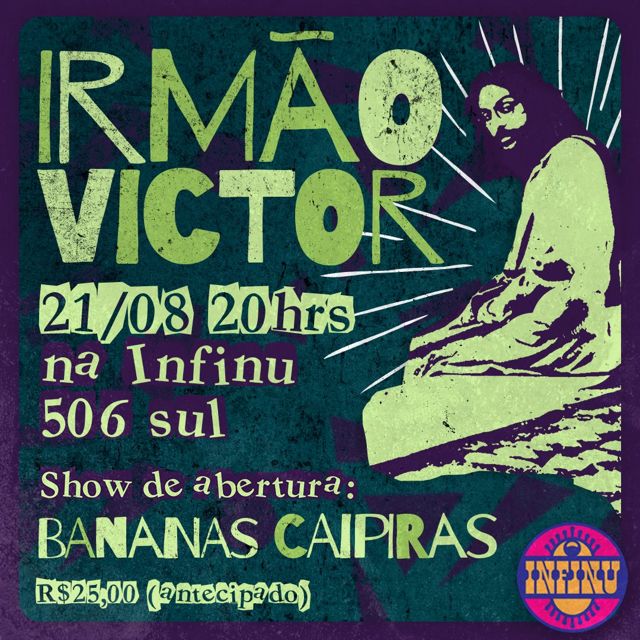 IRMÃO
VICTOR
21/08 20hrs
na Infinu
506 sul
Show de abertura:
BANANAS CAIPIRAS
R$25,00 (antecipado)
INFINU